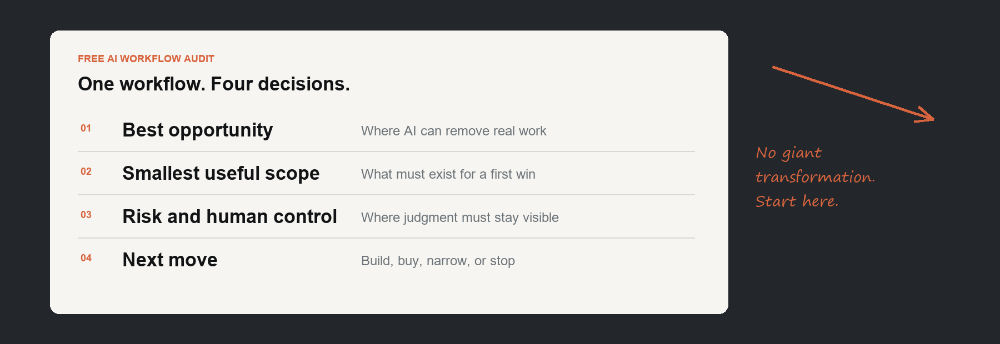 FREE AI WORKFLOW AUDIT
One workflow. Four decisions.
01 Best opportunity Where AI can remove real work
02 Smallest useful scope What must exist for a first win
03 Risk and human control Where judgment must stay visible
04 Next move Build, buy, narrow, or stop
No giant
transformation.
Start here.